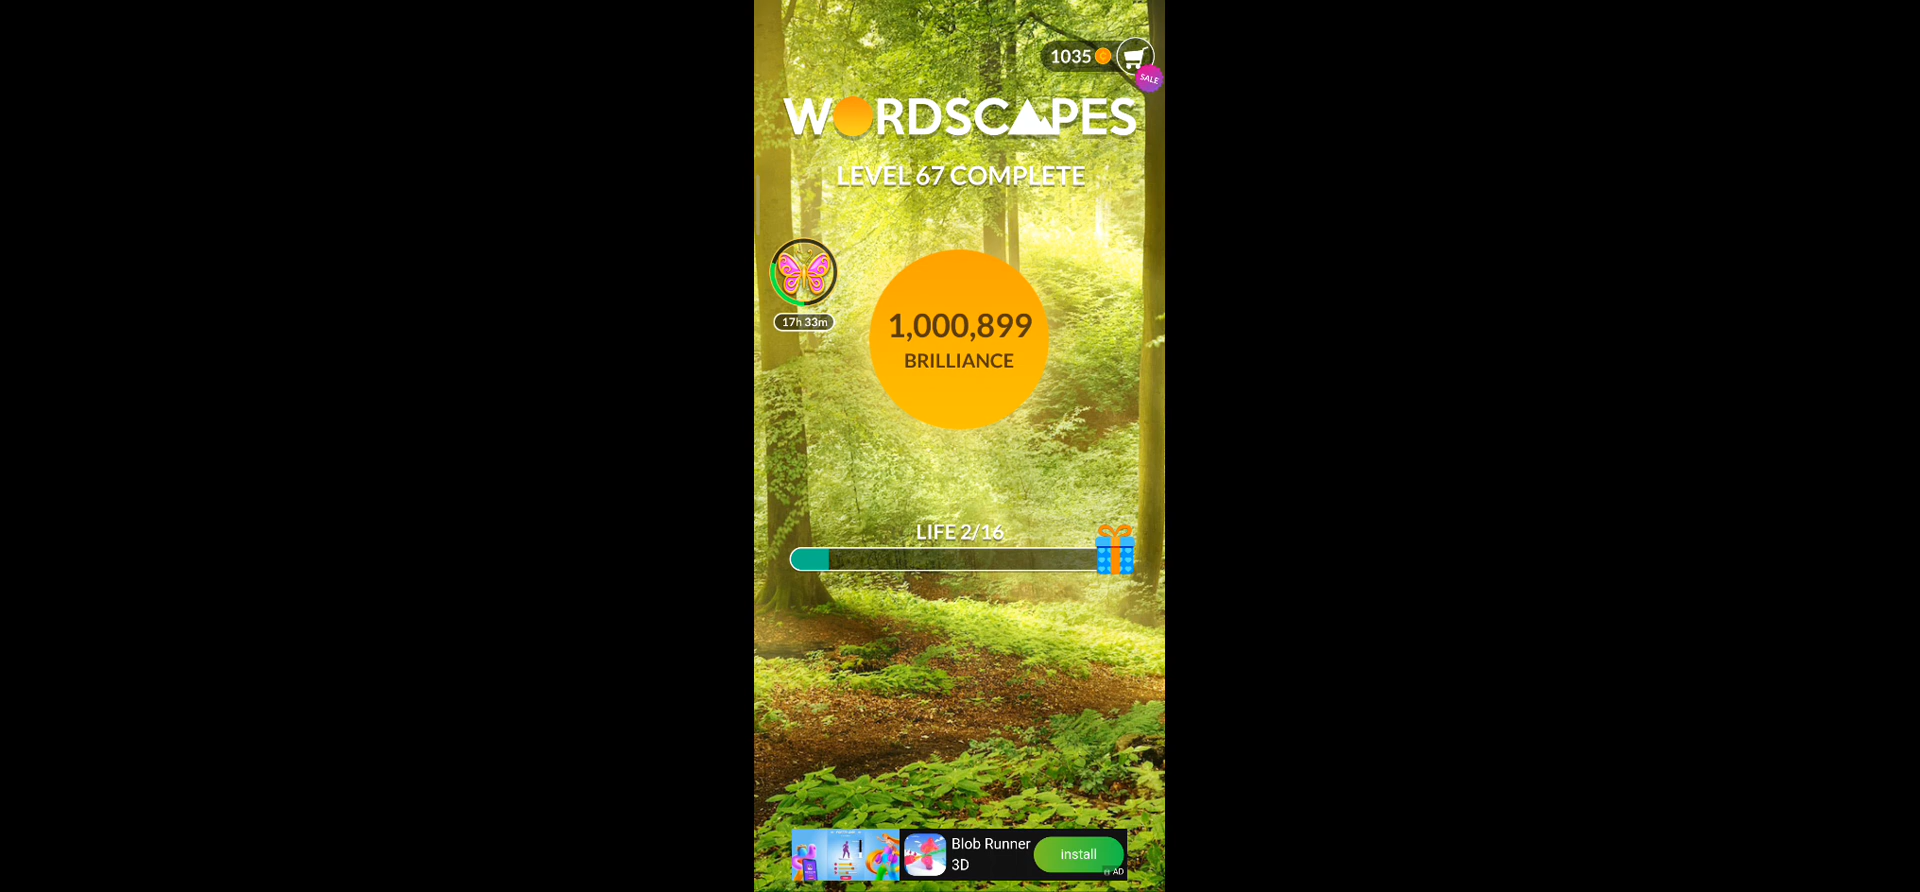 1035
SALE
WORDSCAPES
LEVEL 67 COMPLETE
17h 33m
1,000,899
BRILLIANCE
LIFE 2/16
Blob Runner
3D
install
AD